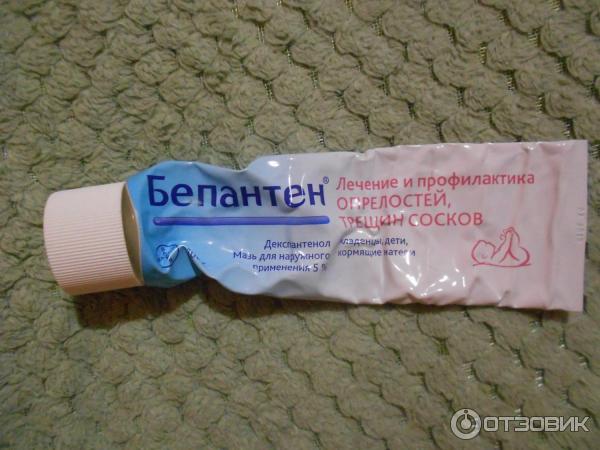 Бепантен®
Лечение и профилактика
ОПРЕЛОСТЕЙ,
ТРЕЩИН СОСКОВ
Декспантенол
Мазь для наружного
применения 5 %
младенцы, дети,
кормящие матери
ОТЗОВИК